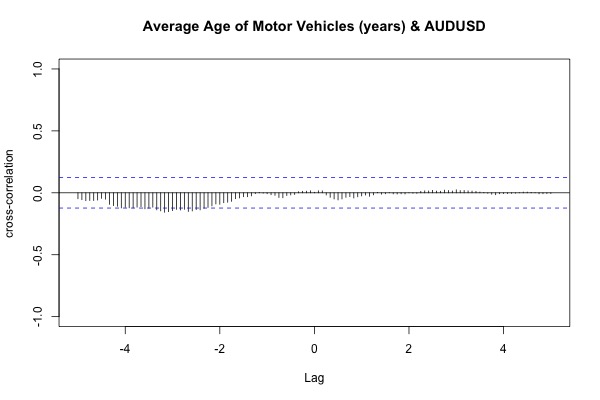 Average Age of Motor Vehicles (years) & AUDUSD
cross-correlation
1.0
0.5
0.0
-0.5
-1.0
-4 -2 0 2 4
Lag